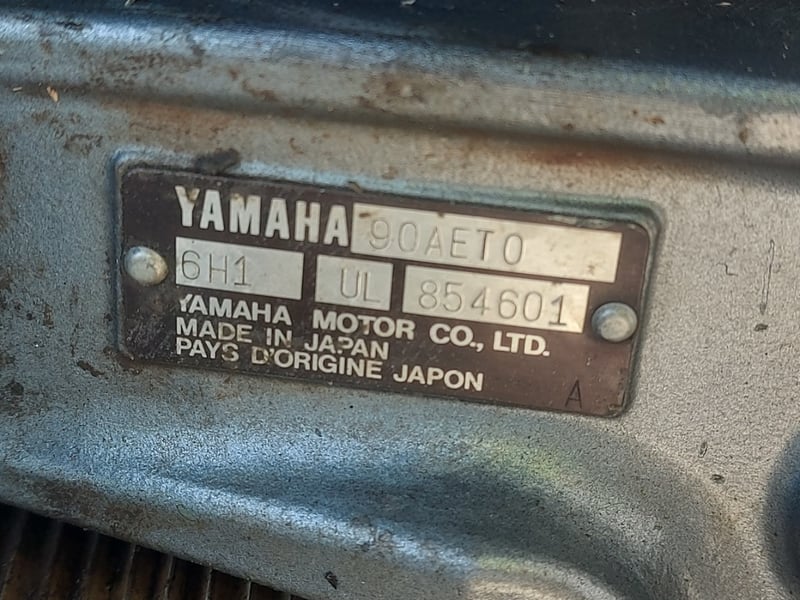 YAMAHA 90AETO
6H1 UL 854601
YAMAHA MOTOR CO., LTD.
MADE IN JAPAN
PAYS D'ORIGINE JAPON
A